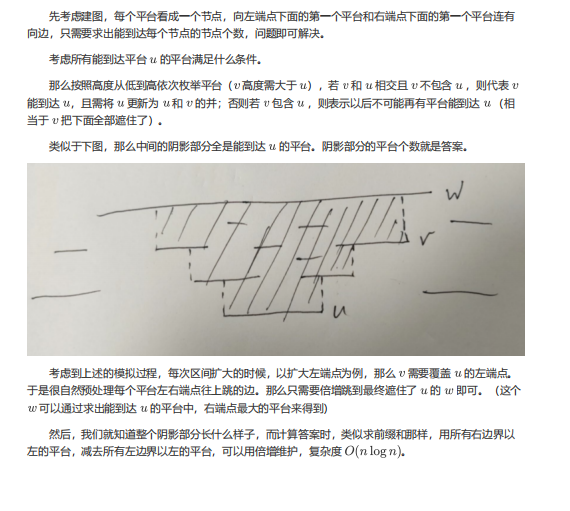 先考虑建图，每个平台看成一个节点，向左端点下面的第一个平台和右端点下面的第一个平台连有
向边，只需要求出能到达每个节点的节点个数，问题即可解决。
考虑所有能到达平台 u 的平台满足什么条件。
那么按照高度从低到高依次枚举平台（v 高度需大于 u），若 v 和 u 相交且 v 不包含 u，则代表 v
能到达 u，且需将 u 更新为 u 和 v 的并；否则若 v 包含 u，则表示以后不可能再有平台能到达 u（相
当于 v 把下面全部遮住了）。
类似于下图，那么中间的阴影部分全是能到达 u 的平台。阴影部分的平台个数就是答案。
w
v
u
考虑到上述的模拟过程，每次区间扩大的时候，以扩大左端点为例，那么 v 需要覆盖 u 的左端点。
于是很自然预处理每个平台左右端点往上跳的边。那么只需要倍增跳到最终遮住了 u 的 w 即可。（这个
w 可以通过求出能到达 u 的平台中，右端点最大的平台来得到）
然后，我们就知道整个阴影部分长什么样子，而计算答案时，类似求前缀和那样，用所有右边界以
左的平台，减去所有左边界以左的平台，可以用倍增维护，复杂度 O(n log n)。